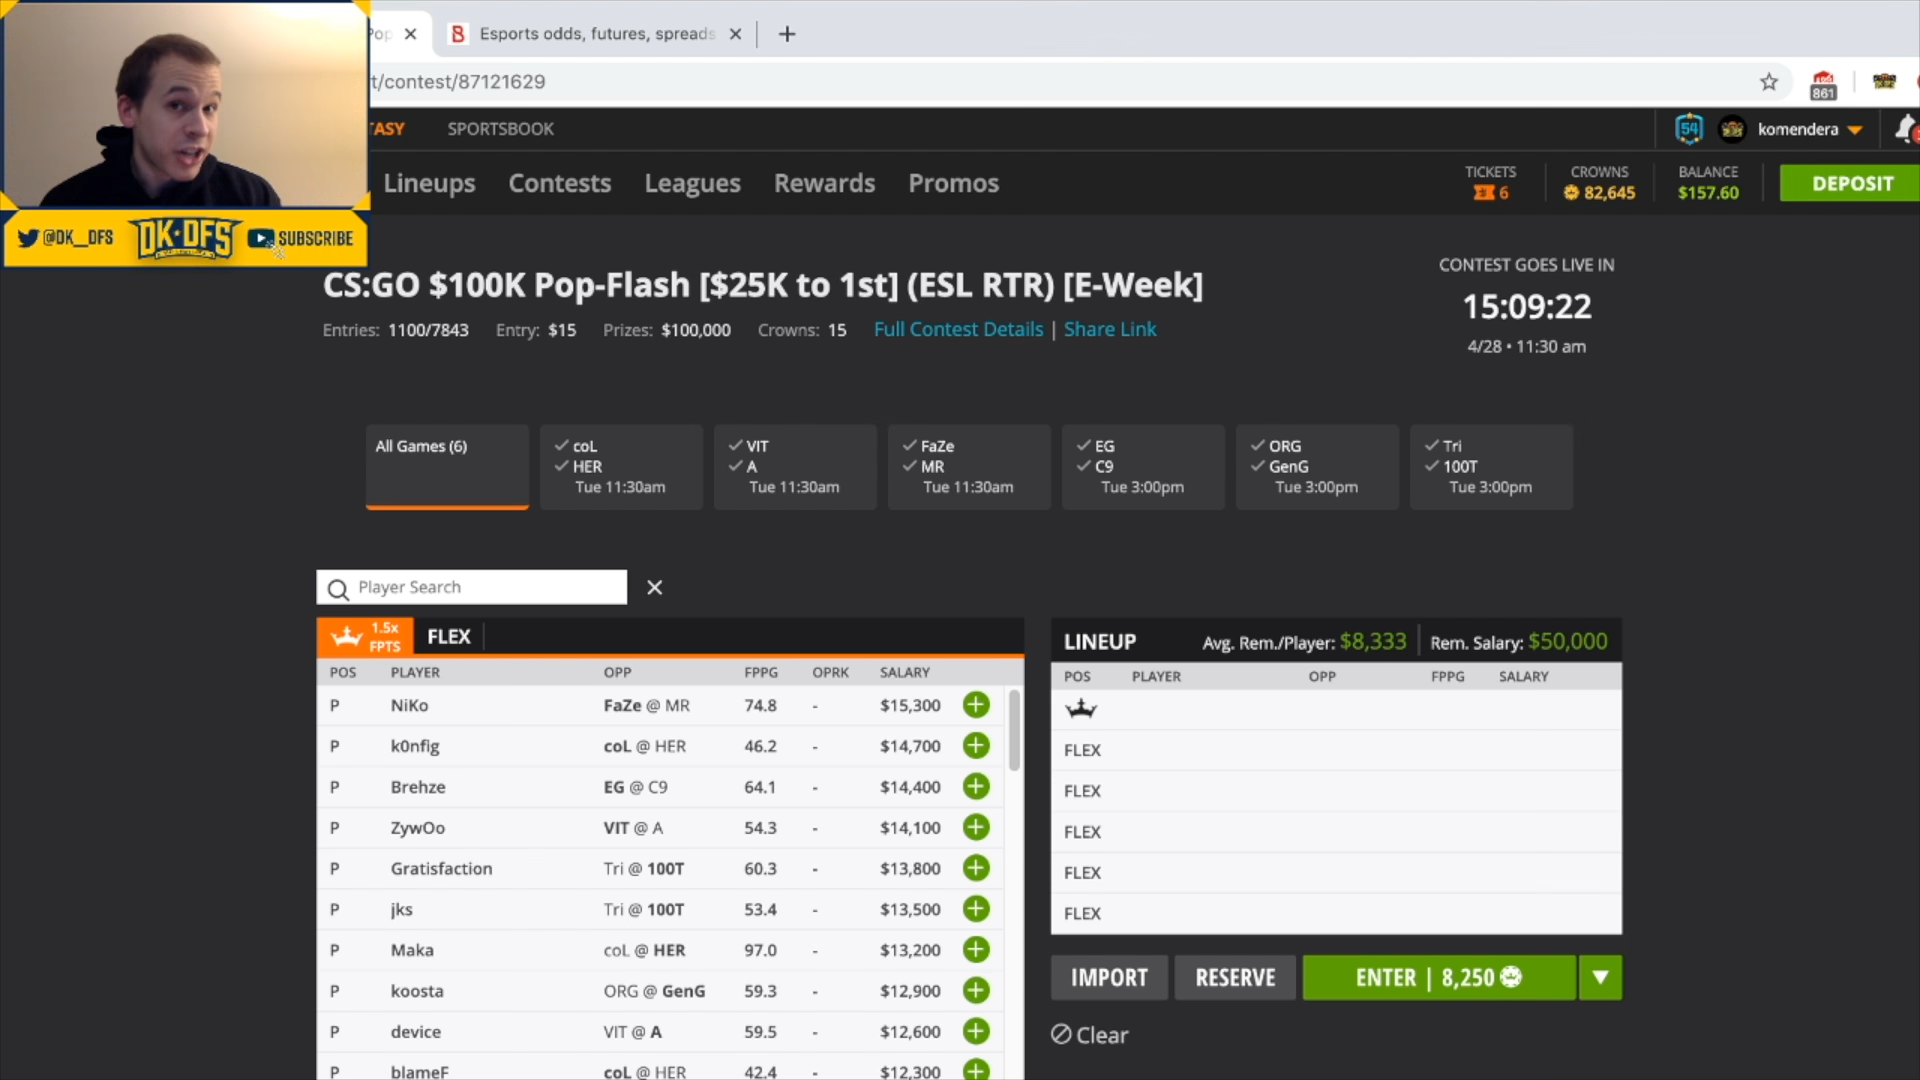 Pop
Esports odds, futures, spreads
t/contest/87121629
861
TASY
SPORTSBOOK
54
komendera
Lineups
Contests
Leagues
Rewards
Promos
TICKETS
6
CROWNS
82,645
BALANCE
$157.60
DEPOSIT
@DK__DFS
DK★DFS
SUBSCRIBE
CS:GO $100K Pop-Flash [$25K to 1st] (ESL RTR) [E-Week]
Entries: 1100/7843 Entry: $15 Prizes: $100,000 Crowns: 15 Full Contest Details | Share Link
CONTEST GOES LIVE IN
15:09:22
4/28 • 11:30 am
All Games (6)
coL
HER
Tue 11:30am
VIT
A
Tue 11:30am
FaZe
MR
Tue 11:30am
EG
C9
Tue 3:00pm
ORG
GenG
Tue 3:00pm
Tri
100T
Tue 3:00pm
Player Search
1.5x
FPTS
FLEX
POS PLAYER OPP FPPG OPRK SALARY
P NiKo FaZe @ MR 74.8 - $15,300
P k0nfig coL @ HER 46.2 - $14,700
P Brehze EG @ C9 64.1 - $14,400
P ZywOo VIT @ A 54.3 - $14,100
P Gratisfaction Tri @ 100T 60.3 - $13,800
P jks Tri @ 100T 53.4 - $13,500
P Maka coL @ HER 97.0 - $13,200
P koosta ORG @ GenG 59.3 - $12,900
P device VIT @ A 59.5 - $12,600
P blameF coL @ HER 42.4 - $12,300
LINEUP Avg. Rem./Player: $8,333 Rem. Salary: $50,000
POS PLAYER OPP FPPG SALARY
FLEX
FLEX
FLEX
FLEX
FLEX
IMPORT
RESERVE
ENTER | 8,250
Clear